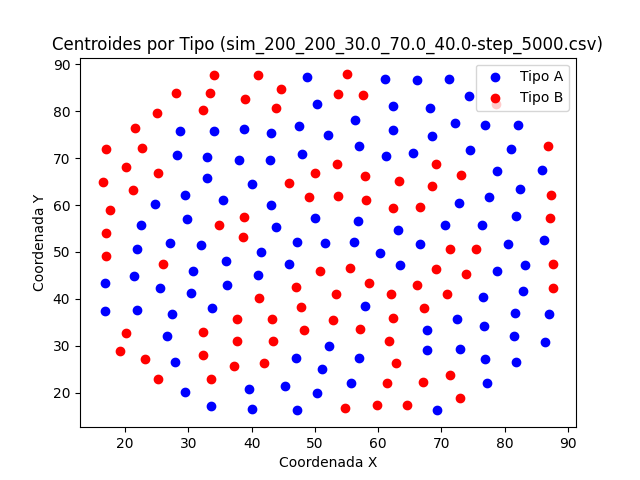 Centroides por Tipo (sim_200_200_30.0_70.0_40.0-step_5000.csv)
Tipo A
Tipo B
90
80
70
60
50
40
30
20
Coordenada Y
20 30 40 50 60 70 80 90
Coordenada X